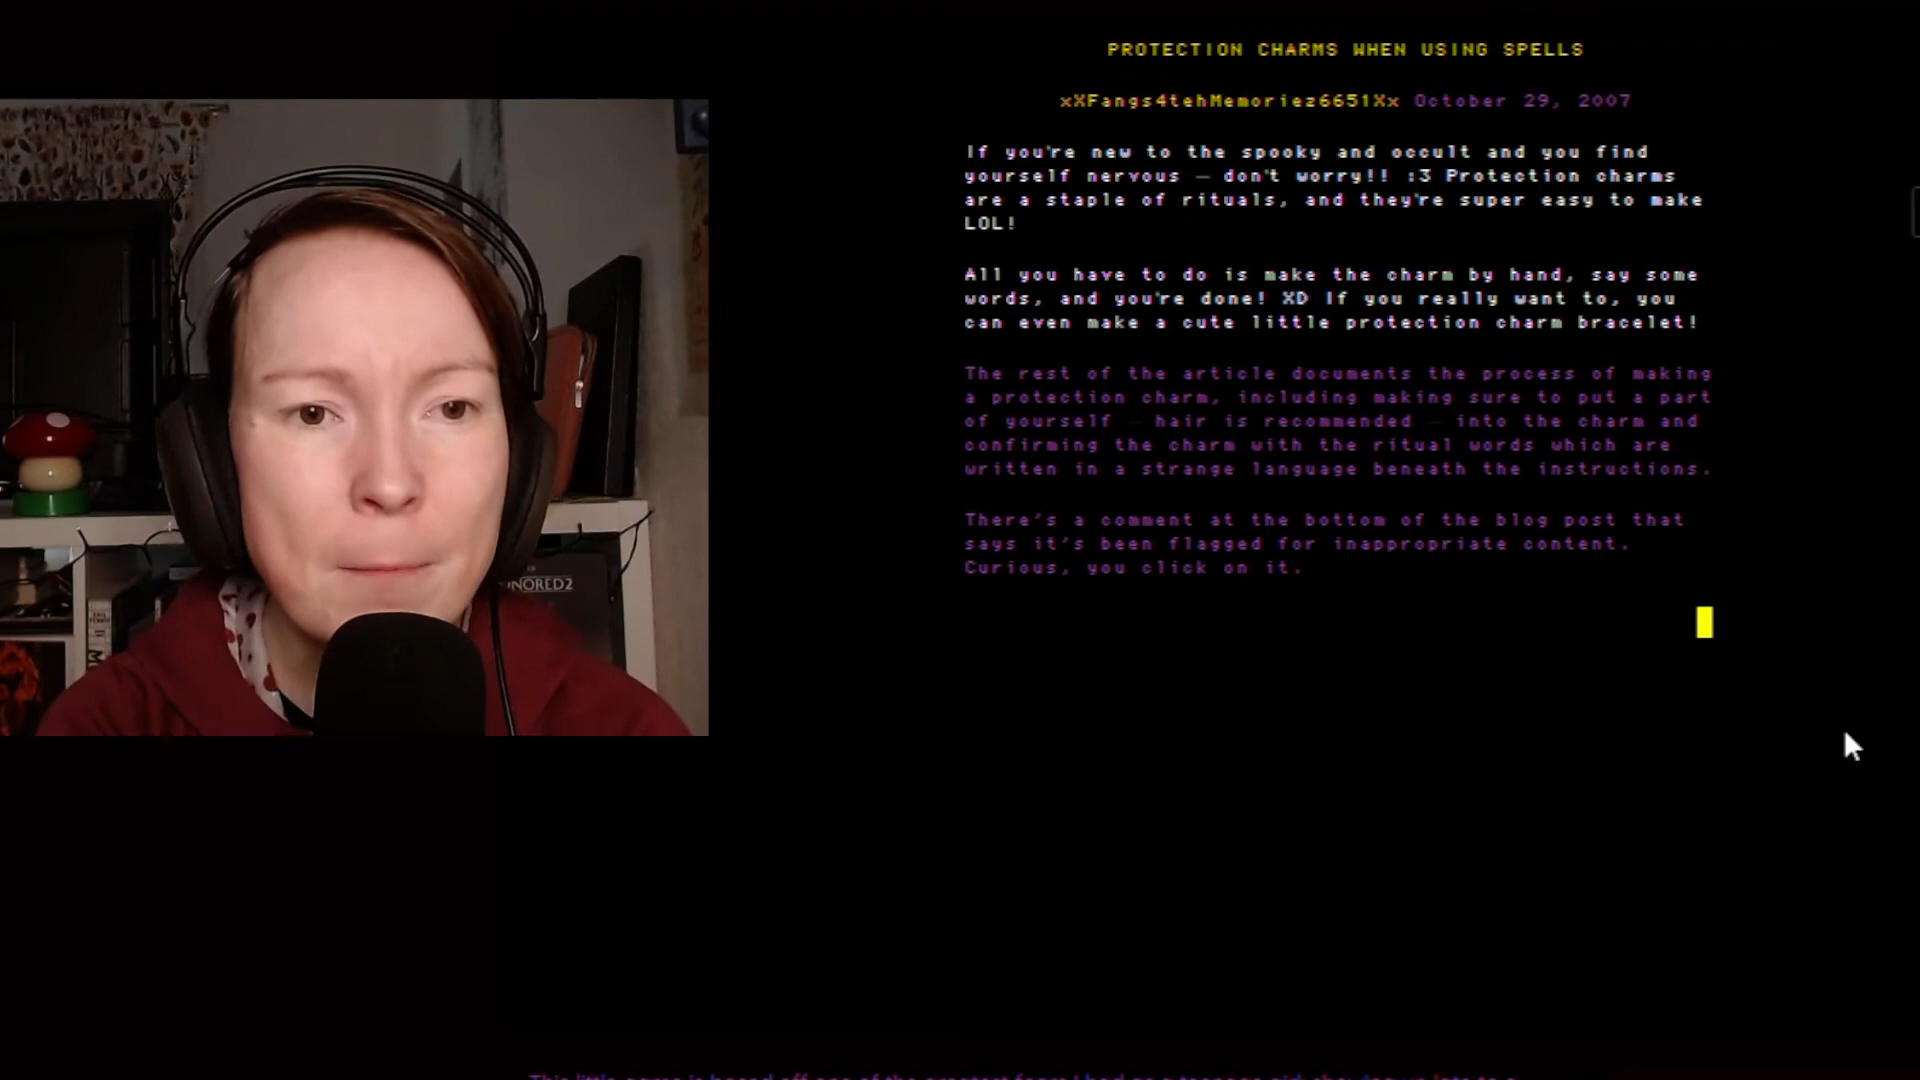 PROTECTION CHARMS WHEN USING SPELLS
xXFangs4tehMemoriez6651Xx October 29, 2007
If you're new to the spooky and occult and you find
yourself nervous — don't worry!! :3 Protection charms
are a staple of rituals, and they're super easy to make
LOL!
All you have to do is make the charm by hand, say some
words, and you're done! XD If you really want to, you
can even make a cute little protection charm bracelet!
The rest of the article documents the process of making
a protection charm, including making sure to put a part
of yourself — hair is recommended — into the charm and
confirming the charm with the ritual words which are
written in a strange language beneath the instructions.
There's a comment at the bottom of the blog post that
says it's been flagged for inappropriate content.
Curious, you click on it.
NORED2